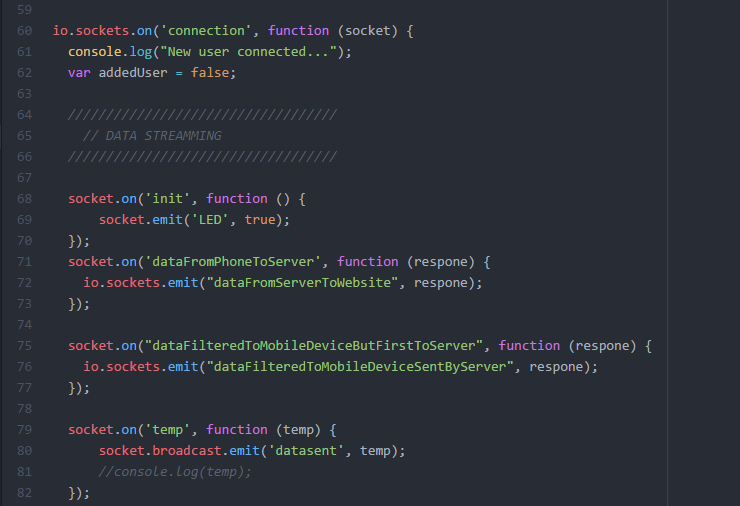 59
60 io.sockets.on('connection', function (socket) {
61 console.log("New user connected...");
62 var addedUser = false;
63
64 ///////////////////////////////////
65 // DATA STREAMMING
66 ///////////////////////////////////
67
68 socket.on('init', function () {
69 socket.emit('LED', true);
70 });
71 socket.on('dataFromPhoneToServer', function (respone) {
72 io.sockets.emit("dataFromServerToWebsite", respone);
73 });
74
75 socket.on("dataFilteredToMobileDeviceButFirstToServer", function (respone) {
76 io.sockets.emit("dataFilteredToMobileDeviceSentByServer", respone);
77 });
78
79 socket.on('temp', function (temp) {
80 socket.broadcast.emit('datasent', temp);
81 //console.log(temp);
82 });